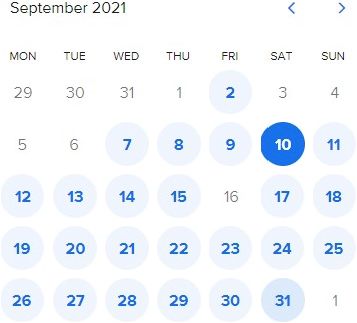 September 2021
MON TUE WED THU FRI SAT SUN
29 30 31 1 2 3 4
5 6 7 8 9 10 11
12 13 14 15 16 17 18
19 20 21 22 23 24 25
26 27 28 29 30 31 1